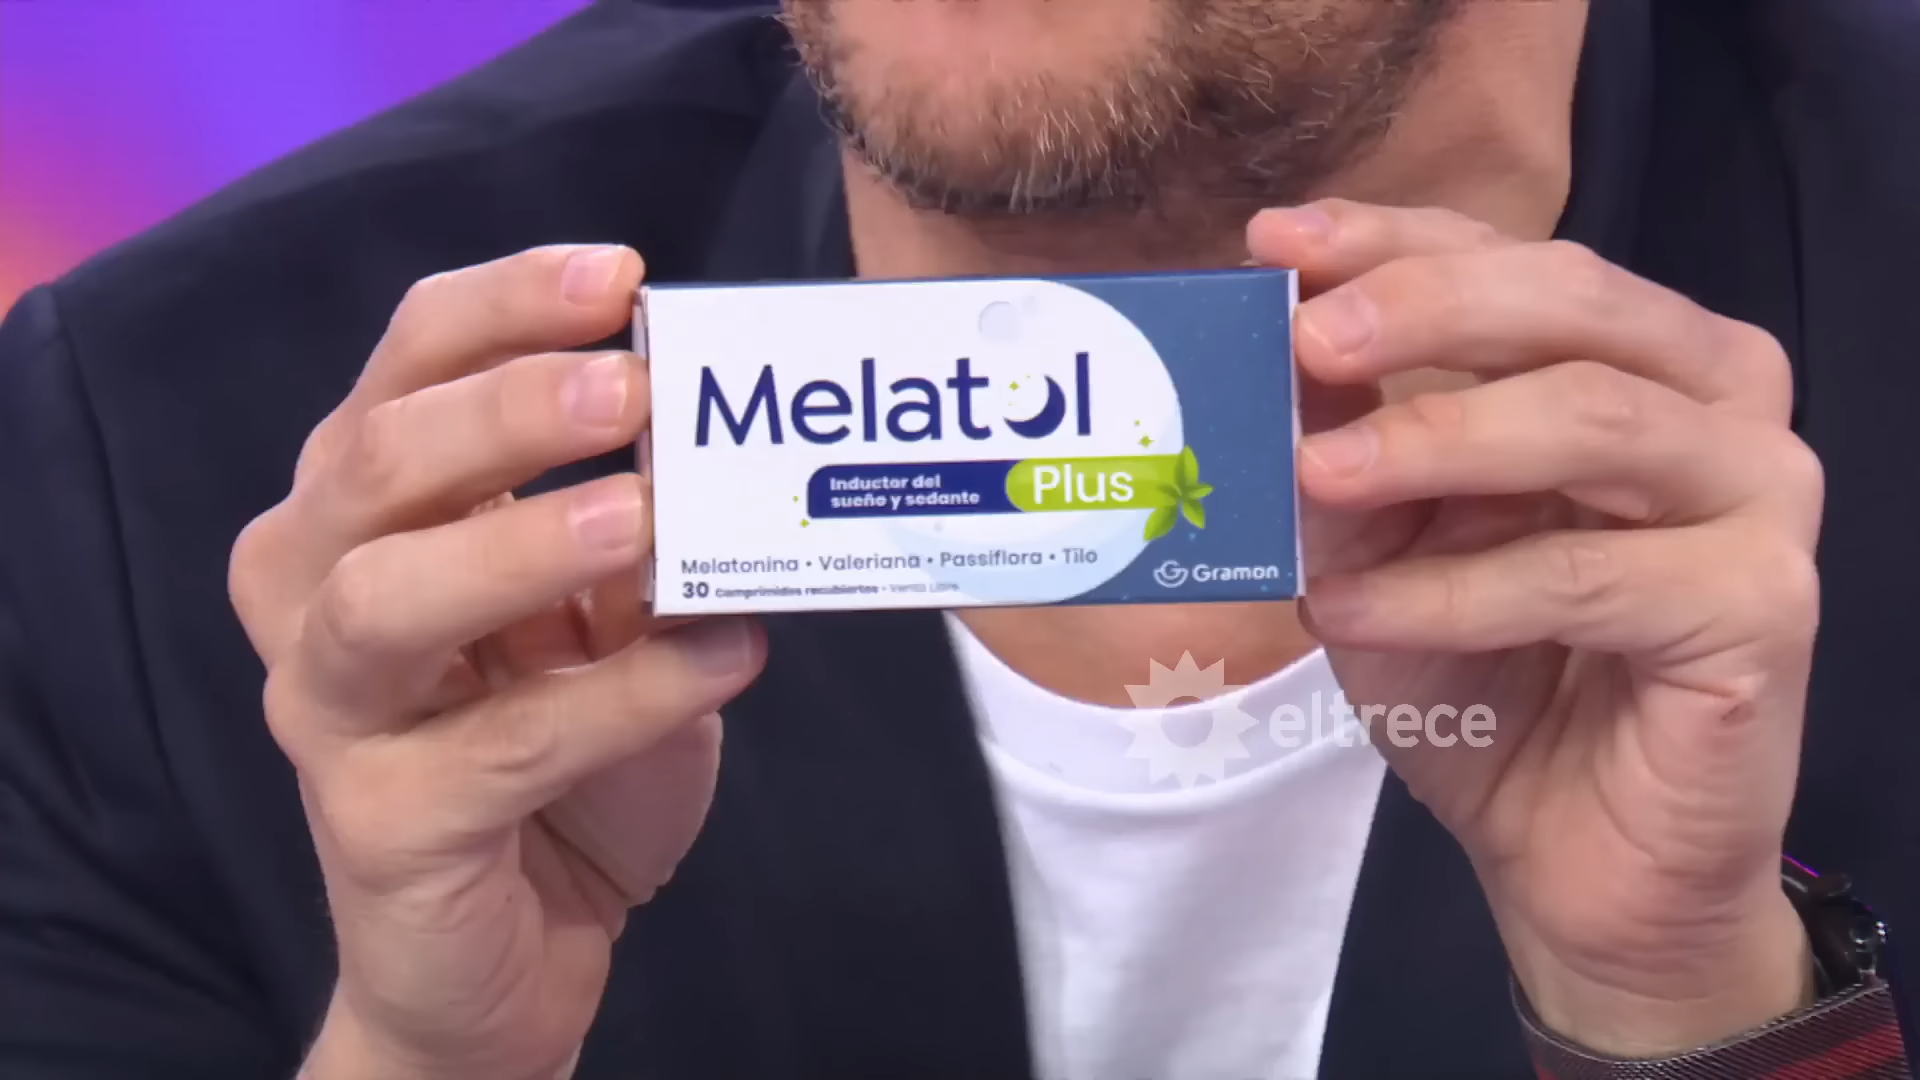 Melatol
Inductor del
sueño y sedante
Plus
Melatonina • Valeriana • Passiflora • Tilo
30 Comprimidos recubiertos • Venta Libre
Gramon
eltrece